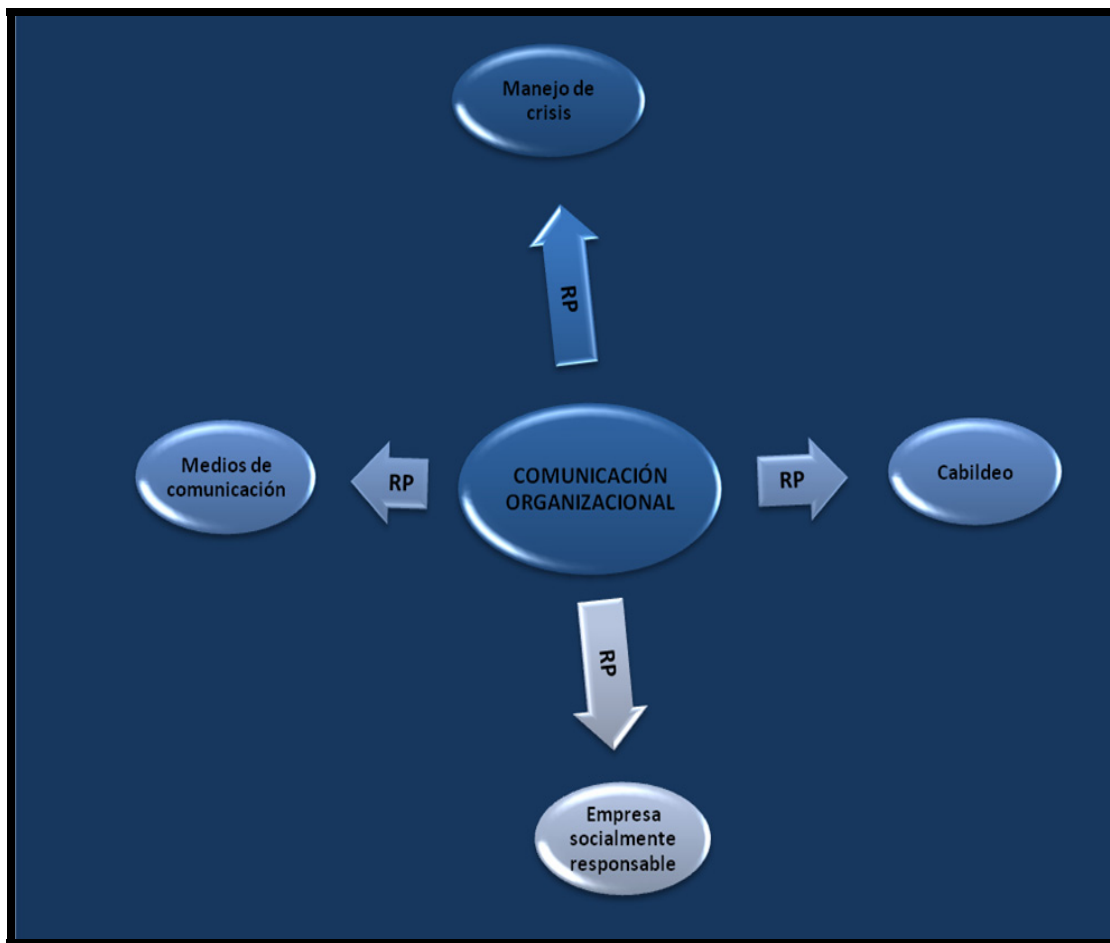 Manejo de
crisis
RP
Medios de
comunicación
RP
COMUNICACIÓN
ORGANIZACIONAL
RP
Cabildeo
RP
Empresa
socialmente
responsable